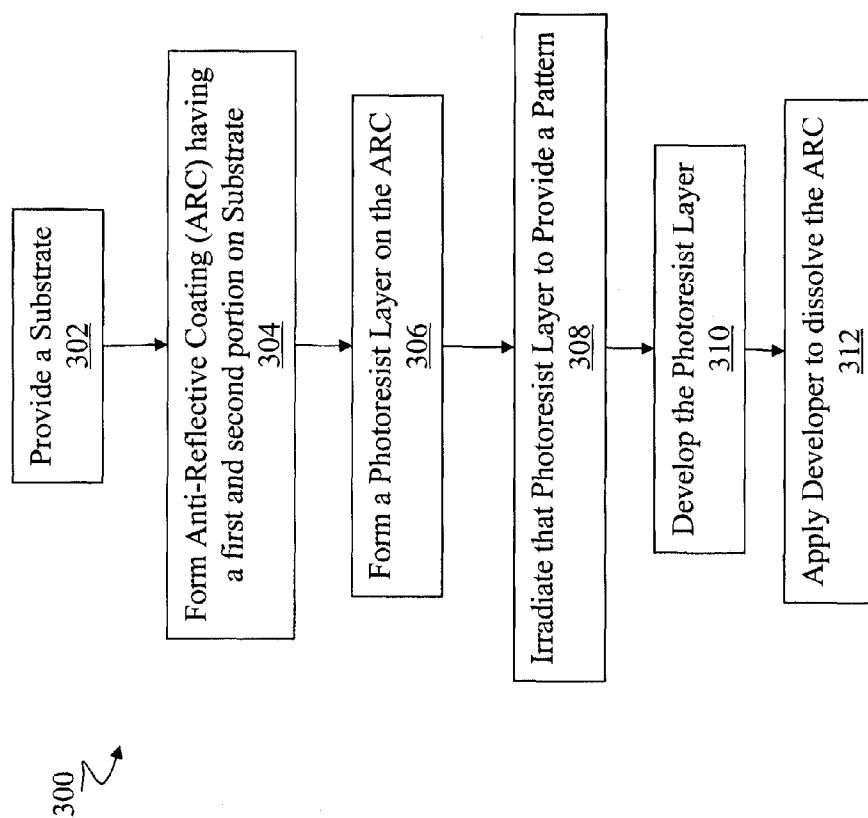 300
Provide a Substrate
302
Form Anti-Reflective Coating (ARC) having
a first and second portion on Substrate
304
Form a Photoresist Layer on the ARC
306
Irradiate that Photoresist Layer to Provide a Pattern
308
Develop the Photoresist Layer
310
Apply Developer to dissolve the ARC
312